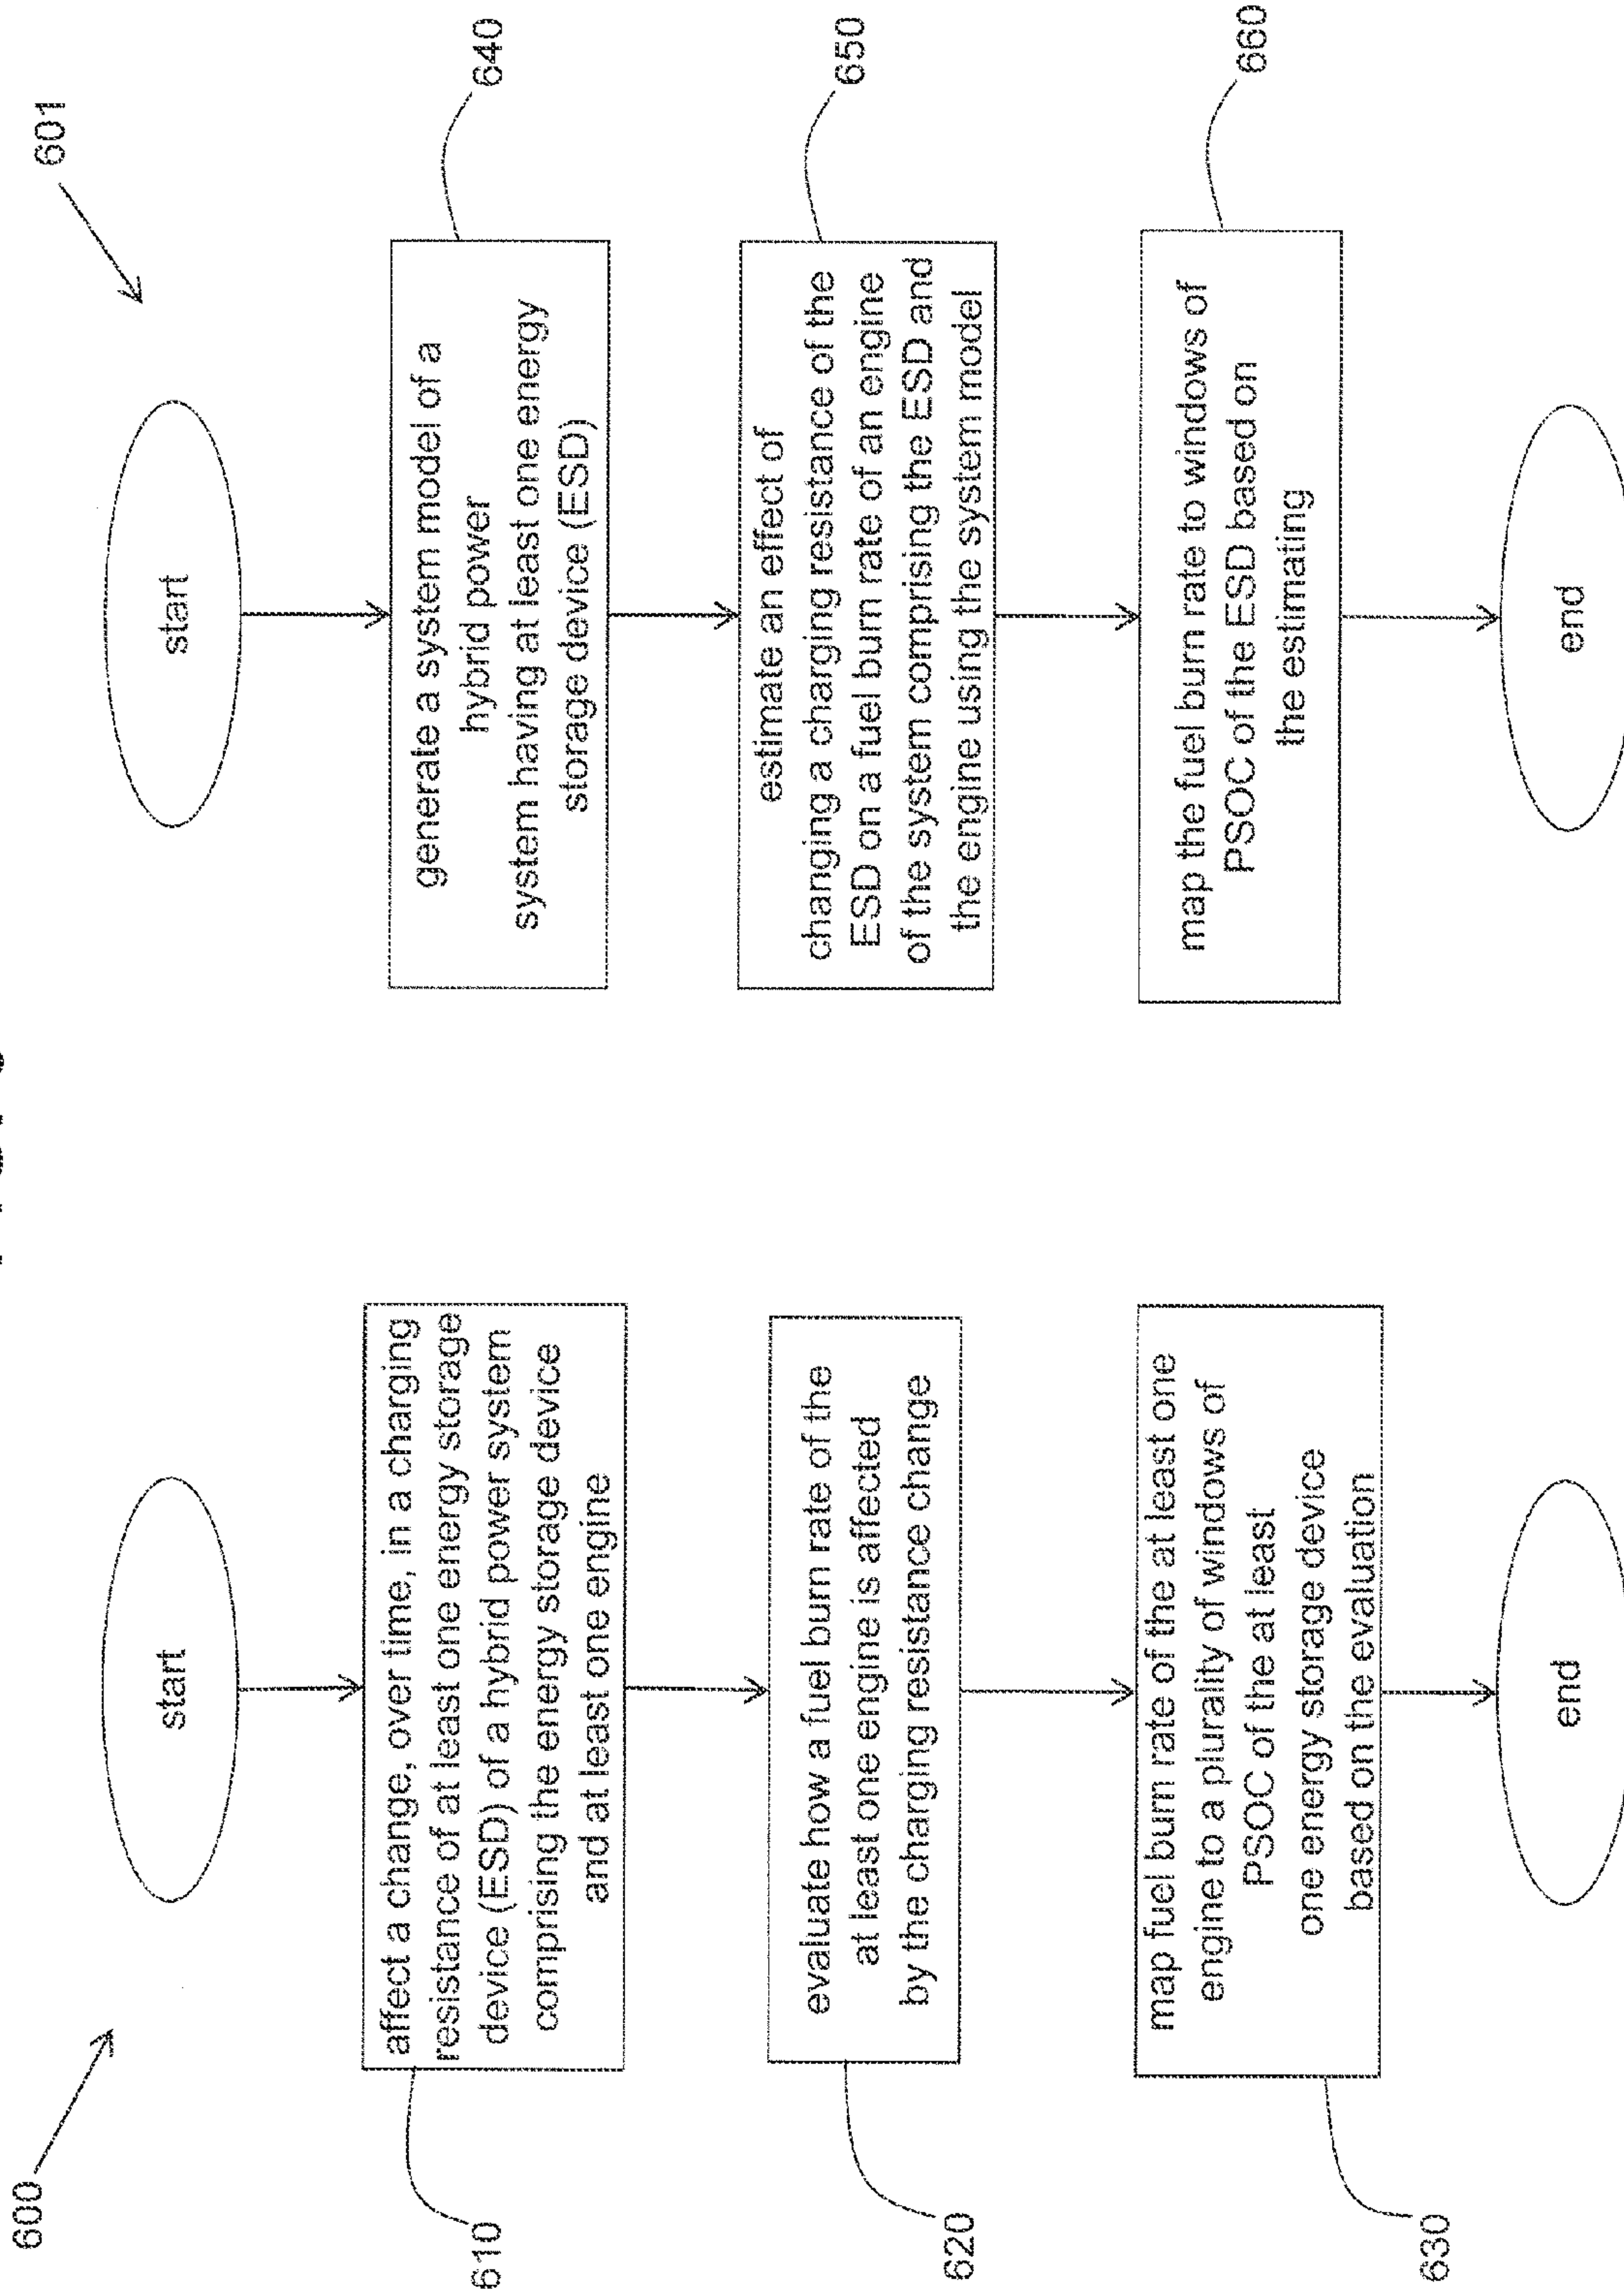 600
start
610
affect a change, over time, in a charging
resistance of at least one energy storage
device (ESD) of a hybrid power system
comprising the energy storage device
and at least one engine
620
evaluate how a fuel burn rate of the
at least one engine is affected
by the charging resistance change
630
map fuel burn rate of the at least one
engine to a plurality of windows of
PSOC of the at least
one energy storage device
based on the evaluation
end
601
start
640
generate a system model of a
hybrid power
system having at least one energy
storage device (ESD)
650
estimate an effect of
changing a charging resistance of the
ESD on a fuel burn rate of an engine
of the system comprising the ESD and
the engine using the system model
660
map the fuel burn rate to windows of
PSOC of the ESD based on
the estimating
end